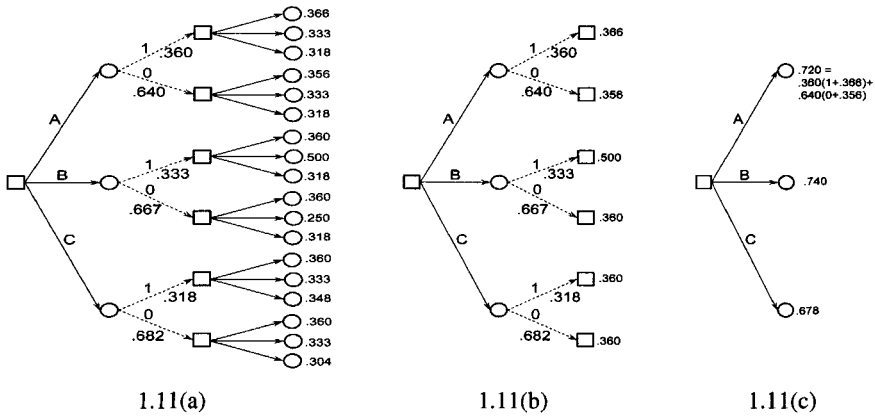 .366
1 .360 .333
.318
0 .356
.640 .333
.318
A
.360
1 .333 .500
.318
B
0 .360
.667 .250
.318
C
.360
1 .318 .333
.348
0 .360
.682 .333
.304
1.11(a)
1 .360 .366
0 .640 .356
A
1 .333 .500
B
0 .667 .360
C
1 .318 .360
0 .682 .360
1.11(b)
.720 =
.360(1+.366)+
.640(0+.356)
A
B .740
C
.678
1.11(c)